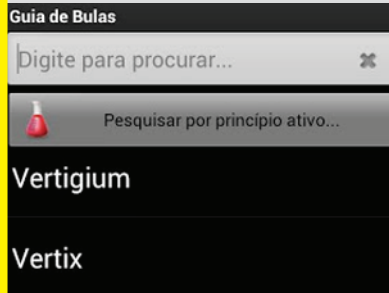 Guia de Bulas
Digite para procurar...
Pesquisar por princípio ativo...
Vertigium
Vertix